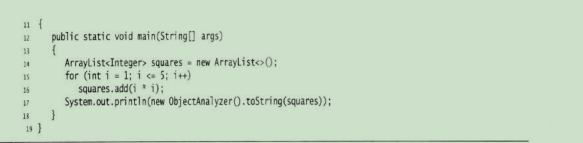 11 {
12    public static void main(String[] args)
13    {
14       ArrayList<Integer> squares = new ArrayList<>();
15       for (int i = 1; i <= 5; i++)
16          squares.add(i * i);
17       System.out.println(new ObjectAnalyzer().toString(squares));
18    }
19 }